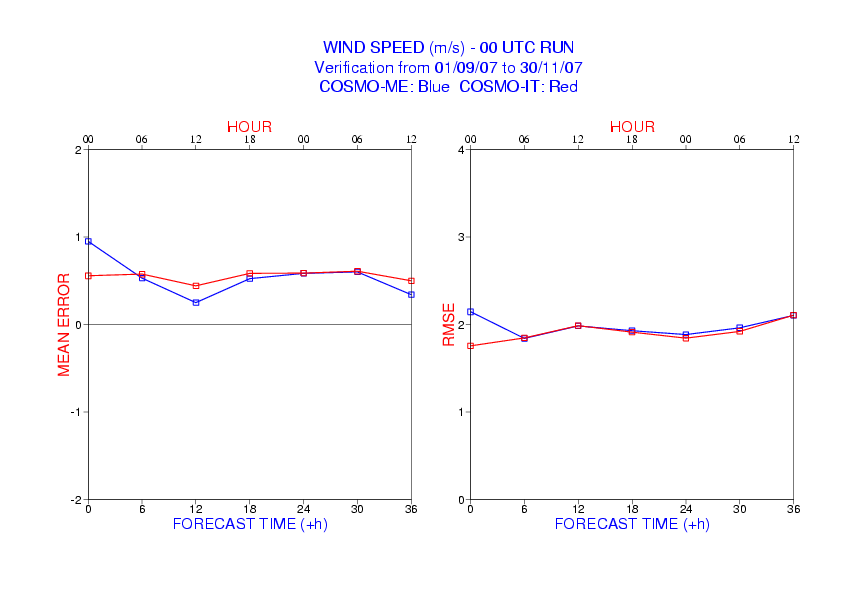 WIND SPEED (m/s) - 00 UTC RUN
Verification from 01/09/07 to 30/11/07
COSMO-ME: Blue COSMO-IT: Red
HOUR
00 06 12 18 00 06 12
2
1
0
-1
-2
MEAN ERROR
0 6 12 18 24 30 36
FORECAST TIME (+h)
HOUR
00 06 12 18 00 06 12
4
3
2
1
0
RMSE
0 6 12 18 24 30 36
FORECAST TIME (+h)